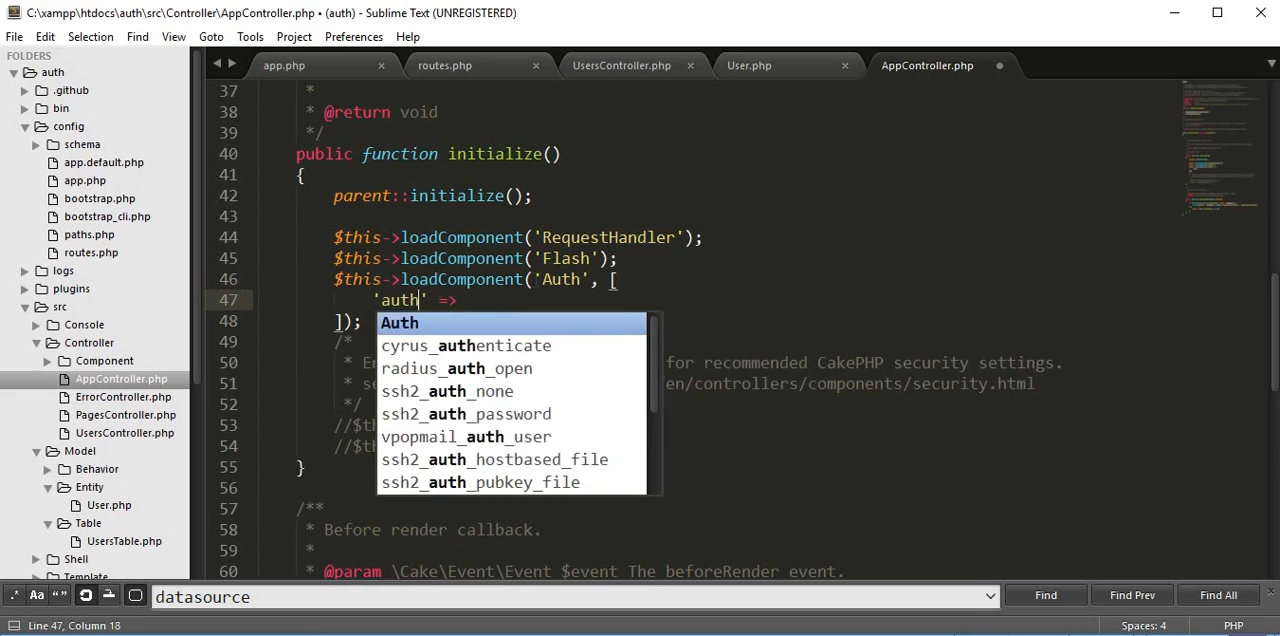 C:\xampp\htdocs\auth\src\Controller\AppController.php • (auth) - Sublime Text (UNREGISTERED)
File Edit Selection Find View Goto Tools Project Preferences Help
FOLDERS
auth
.github
bin
config
schema
app.default.php
app.php
bootstrap.php
bootstrap_cli.php
paths.php
routes.php
logs
plugins
src
Console
Controller
Component
AppController.php
ErrorController.php
PagesController.php
UsersController.php
Model
Behavior
Entity
User.php
Table
UsersTable.php
Shell
Template
app.php × routes.php × UsersController.php × User.php × AppController.php
37 *
38 * @return void
39 */
40 public function initialize()
41 {
42 parent::initialize();
43
44 $this->loadComponent('RequestHandler');
45 $this->loadComponent('Flash');
46 $this->loadComponent('Auth', [
47 'auth' =>
48 ]);
49 /*
50 * E for recommended CakePHP security settings.
51 * s en/controllers/components/security.html
52 */
53 //$t
54 //$t
55 }
56
57 /**
58 * Before render callback.
59 *
60 * @param \Cake\Event\Event $event The beforeRender event.
Auth
cyrus_authenticate
radius_auth_open
ssh2_auth_none
ssh2_auth_password
vpopmail_auth_user
ssh2_auth_hostbased_file
ssh2_auth_pubkey_file
.* Aa “ ” datasource Find Find Prev Find All
Line 47, Column 18 Spaces: 4 PHP